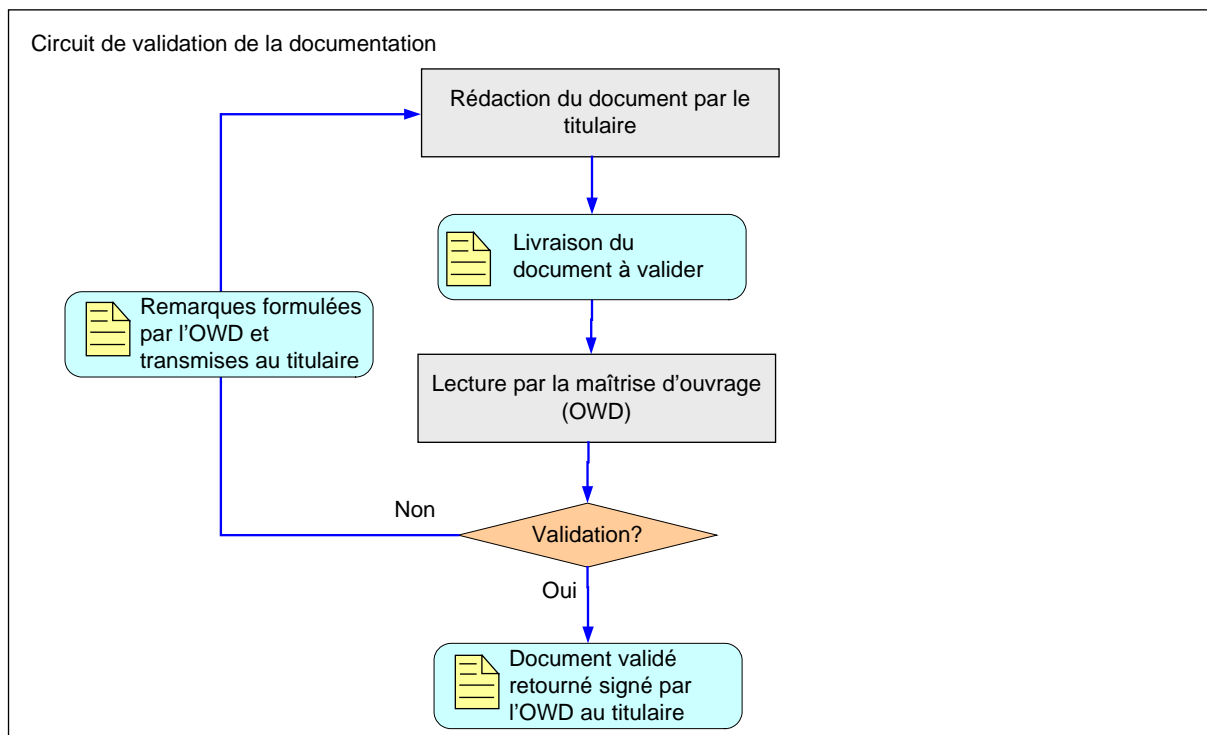 Circuit de validation de la documentation
Rédaction du document par le
titulaire
Livraison du
document à valider
Remarques formulées
par l'OWD et
transmises au titulaire
Lecture par la maîtrise d'ouvrage
(OWD)
Non
Validation?
Oui
Document validé
retourné signé par
l'OWD au titulaire